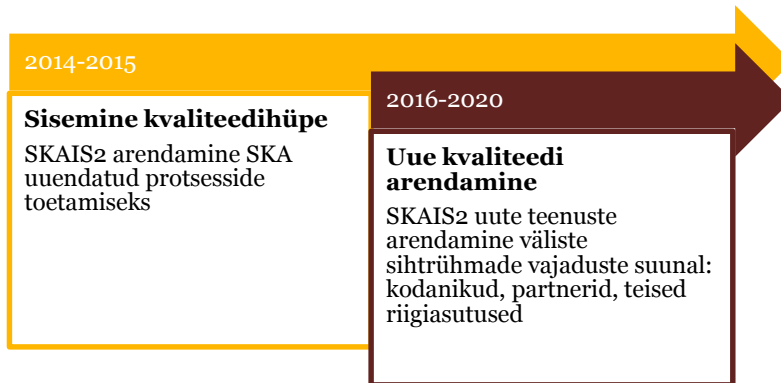 2014-2015
Sisemine kvaliteedihüpe
SKAIS2 arendamine SKA
uuendatud protsesside
toetamiseks
2016-2020
Uue kvaliteedi
arendamine
SKAIS2 uute teenuste
arendamine väliste
sihtrühmade vajaduste suunal:
kodanikud, partnerid, teised
riigiasutused